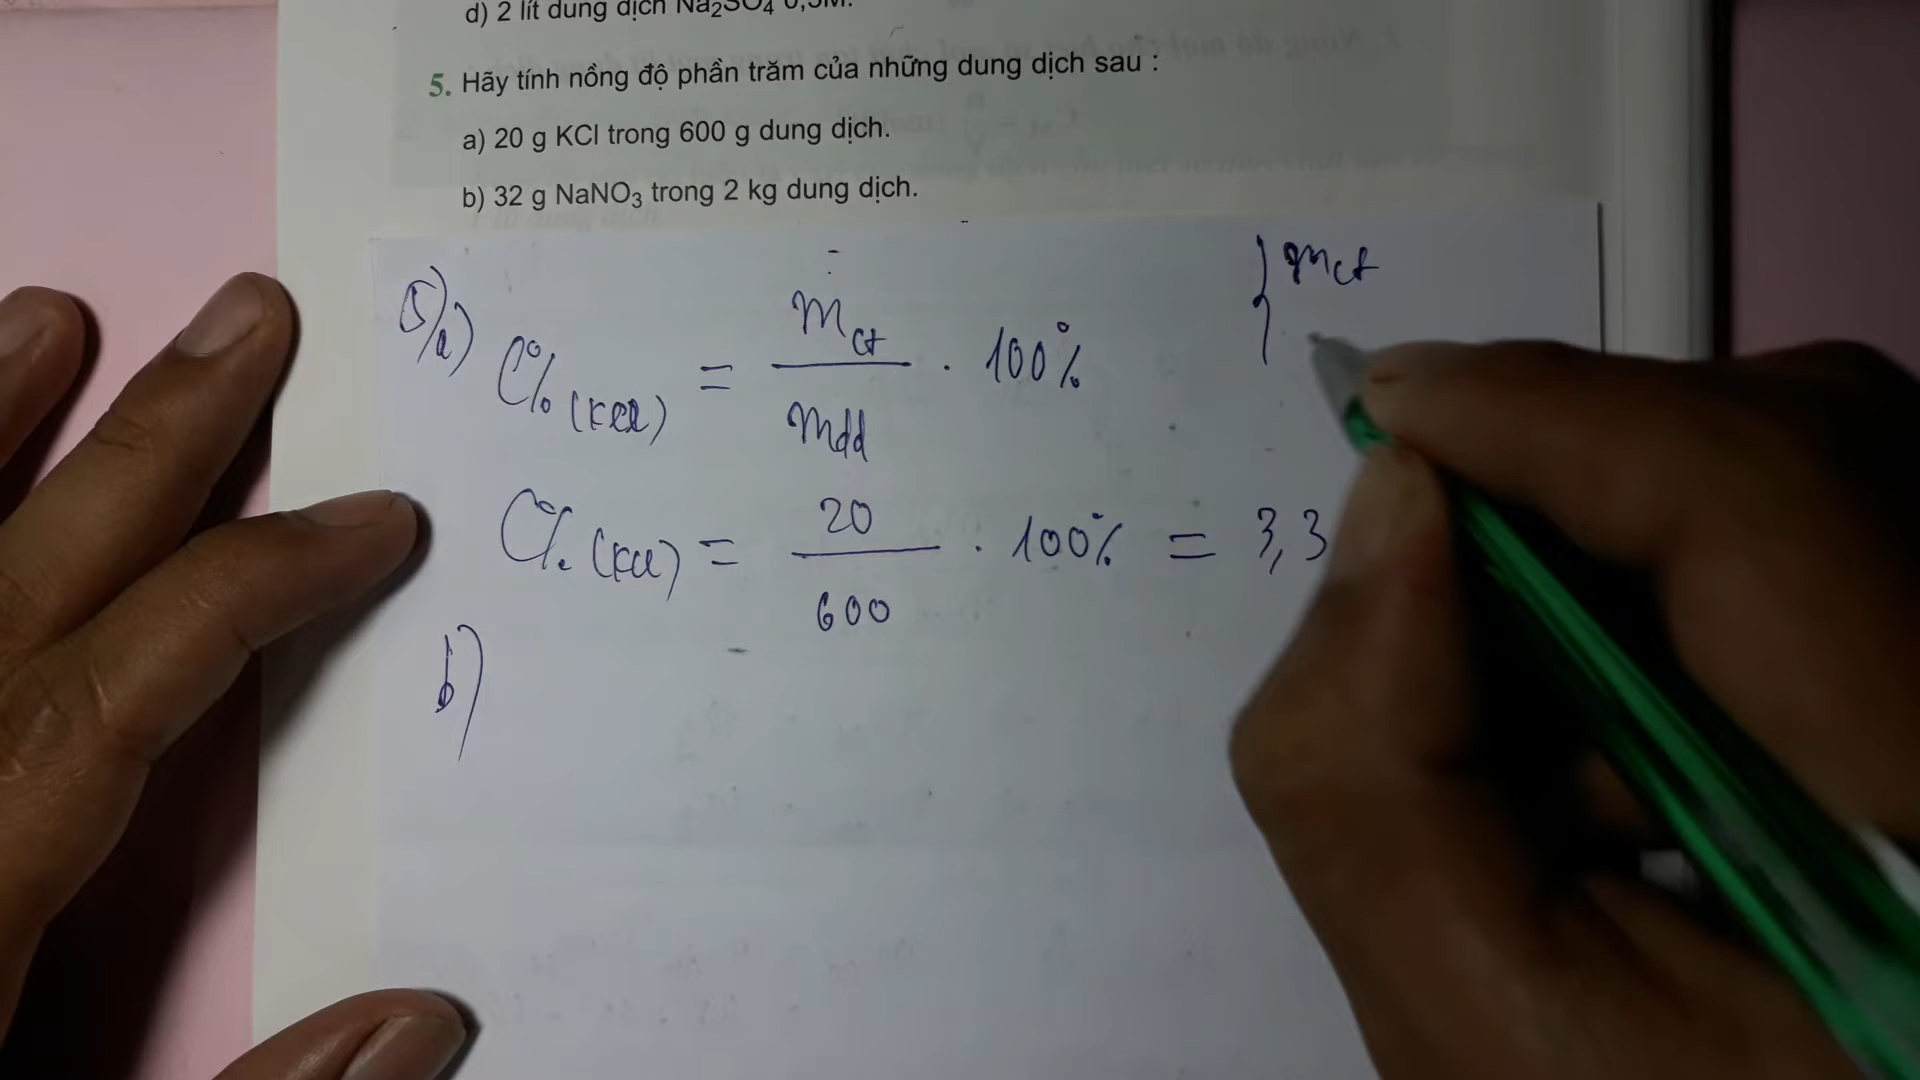 d) 2 lít dung dịch Na₂SO₄ 0,3M.
5. Hãy tính nồng độ phần trăm của những dung dịch sau :
a) 20 g KCl trong 600 g dung dịch.
b) 32 g NaNO₃ trong 2 kg dung dịch.
5/a) C%(KCl) = mct / mdd . 100% } mct
C%(KCl) = 20 / 600 . 100% = 3,3
b)